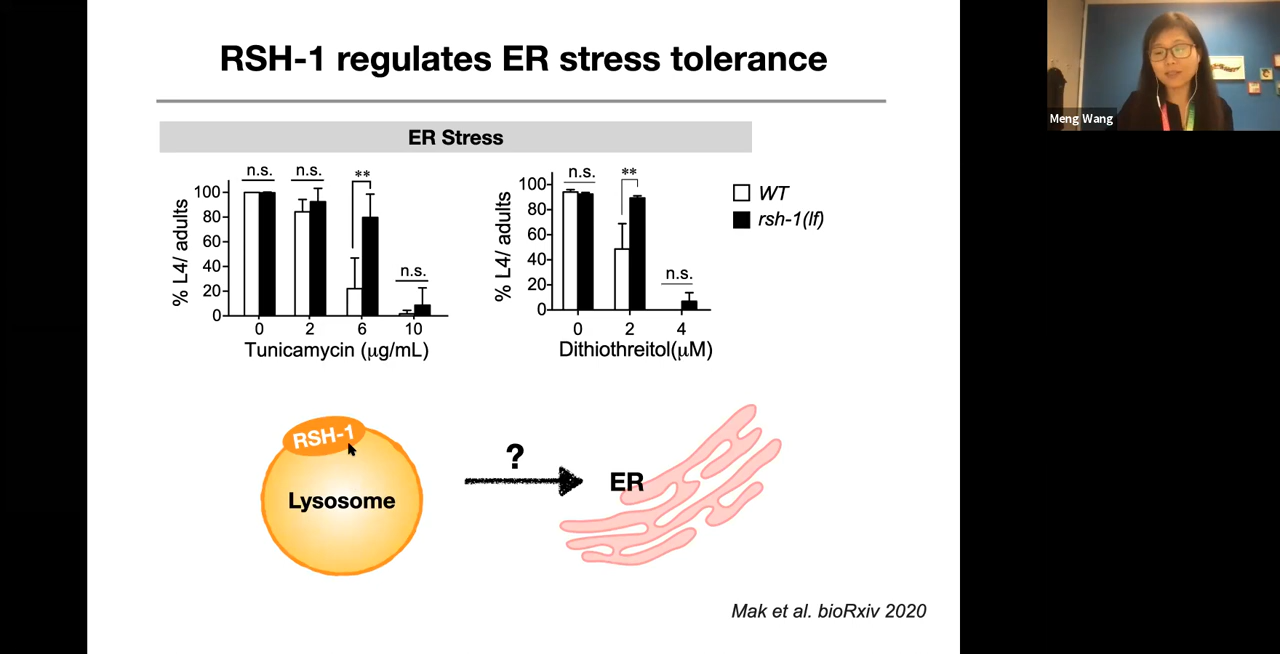 RSH-1 regulates ER stress tolerance
Meng Wang
ER Stress
n.s. n.s. ** n.s.
100
80
60
40
20
0
% L4/ adults
0 2 6 10
Tunicamycin (μg/mL)
n.s. ** n.s.
100
80
60
40
20
0
% L4/ adults
0 2 4
Dithiothreitol(μM)
WT
rsh-1(lf)
RSH-1
Lysosome
?
ER
Mak et al. bioRxiv 2020